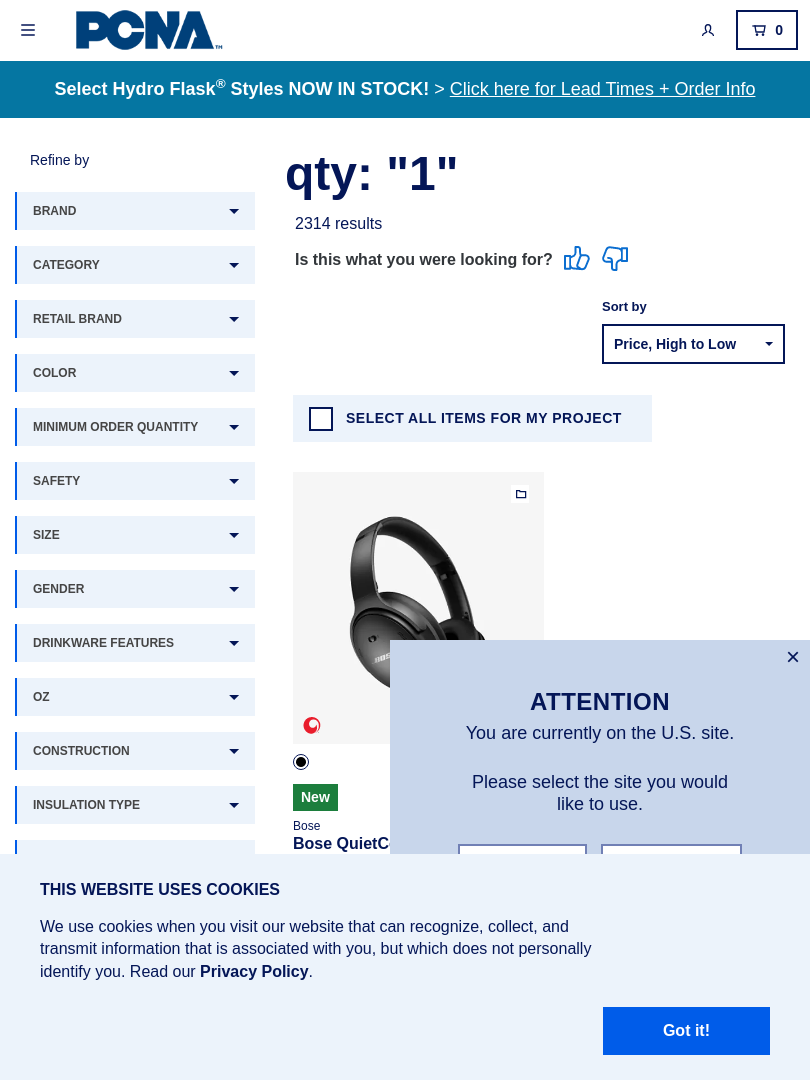 PCNA™
0
Select Hydro Flask® Styles NOW IN STOCK! > Click here for Lead Times + Order Info
Refine by
BRAND
CATEGORY
RETAIL BRAND
COLOR
MINIMUM ORDER QUANTITY
SAFETY
SIZE
GENDER
DRINKWARE FEATURES
OZ
CONSTRUCTION
INSULATION TYPE
qty: "1"
2314 results
Is this what you were looking for?
Sort by
Price, High to Low
SELECT ALL ITEMS FOR MY PROJECT
New
Bose
Bose QuietC
×
ATTENTION
You are currently on the U.S. site.
Please select the site you would
like to use.
THIS WEBSITE USES COOKIES
We use cookies when you visit our website that can recognize, collect, and
transmit information that is associated with you, but which does not personally
identify you. Read our Privacy Policy.
Got it!